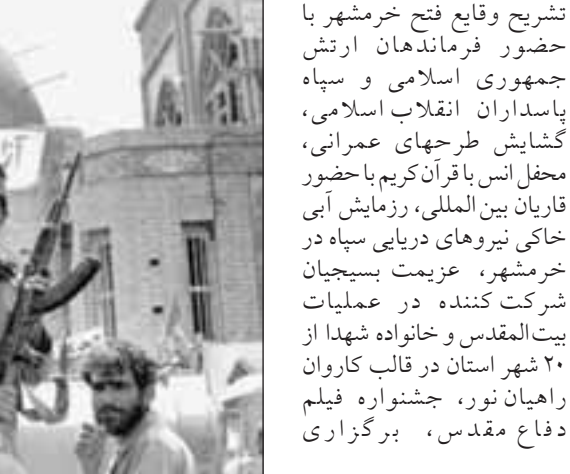 تشریح وقایع فتح خرمشهر با
حضور فرماندهان ارتش
جمهوری اسلامی و سپاه
پاسداران انقلاب اسلامی،
گشایش طرحهای عمرانی،
محفل انس با قرآن کریم با حضور
قاریان بین المللی، رزمایش آبی
خاکی نیروهای دریایی سپاه در
خرمشهر، عزیمت بسیجیان
شرکت کننده در عملیات
بیت‌المقدس و خانواده شهدا از
۲۰ شهر استان در قالب کاروان
راهیان نور، جشنواره فیلم
دفاع مقدس، برگزاری